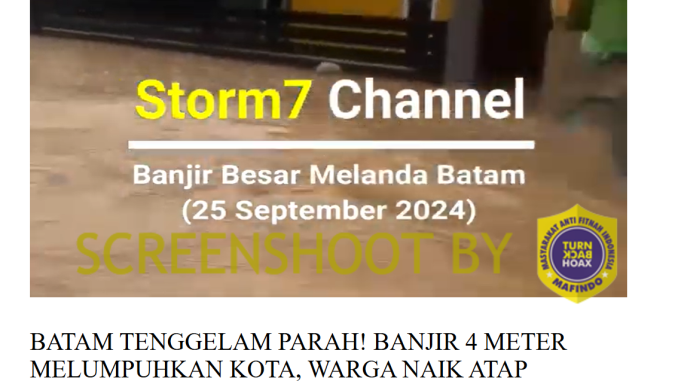 Storm7 Channel
Banjir Besar Melanda Batam
(25 September 2024)
SCREENSHOOT BY
MASYARAKAT ANTI FITNAH INDONESIA
TURN
BACK
HOAX
MAFINDO
BATAM TENGGELAM PARAH! BANJIR 4 METER
MELUMPUHKAN KOTA, WARGA NAIK ATAP